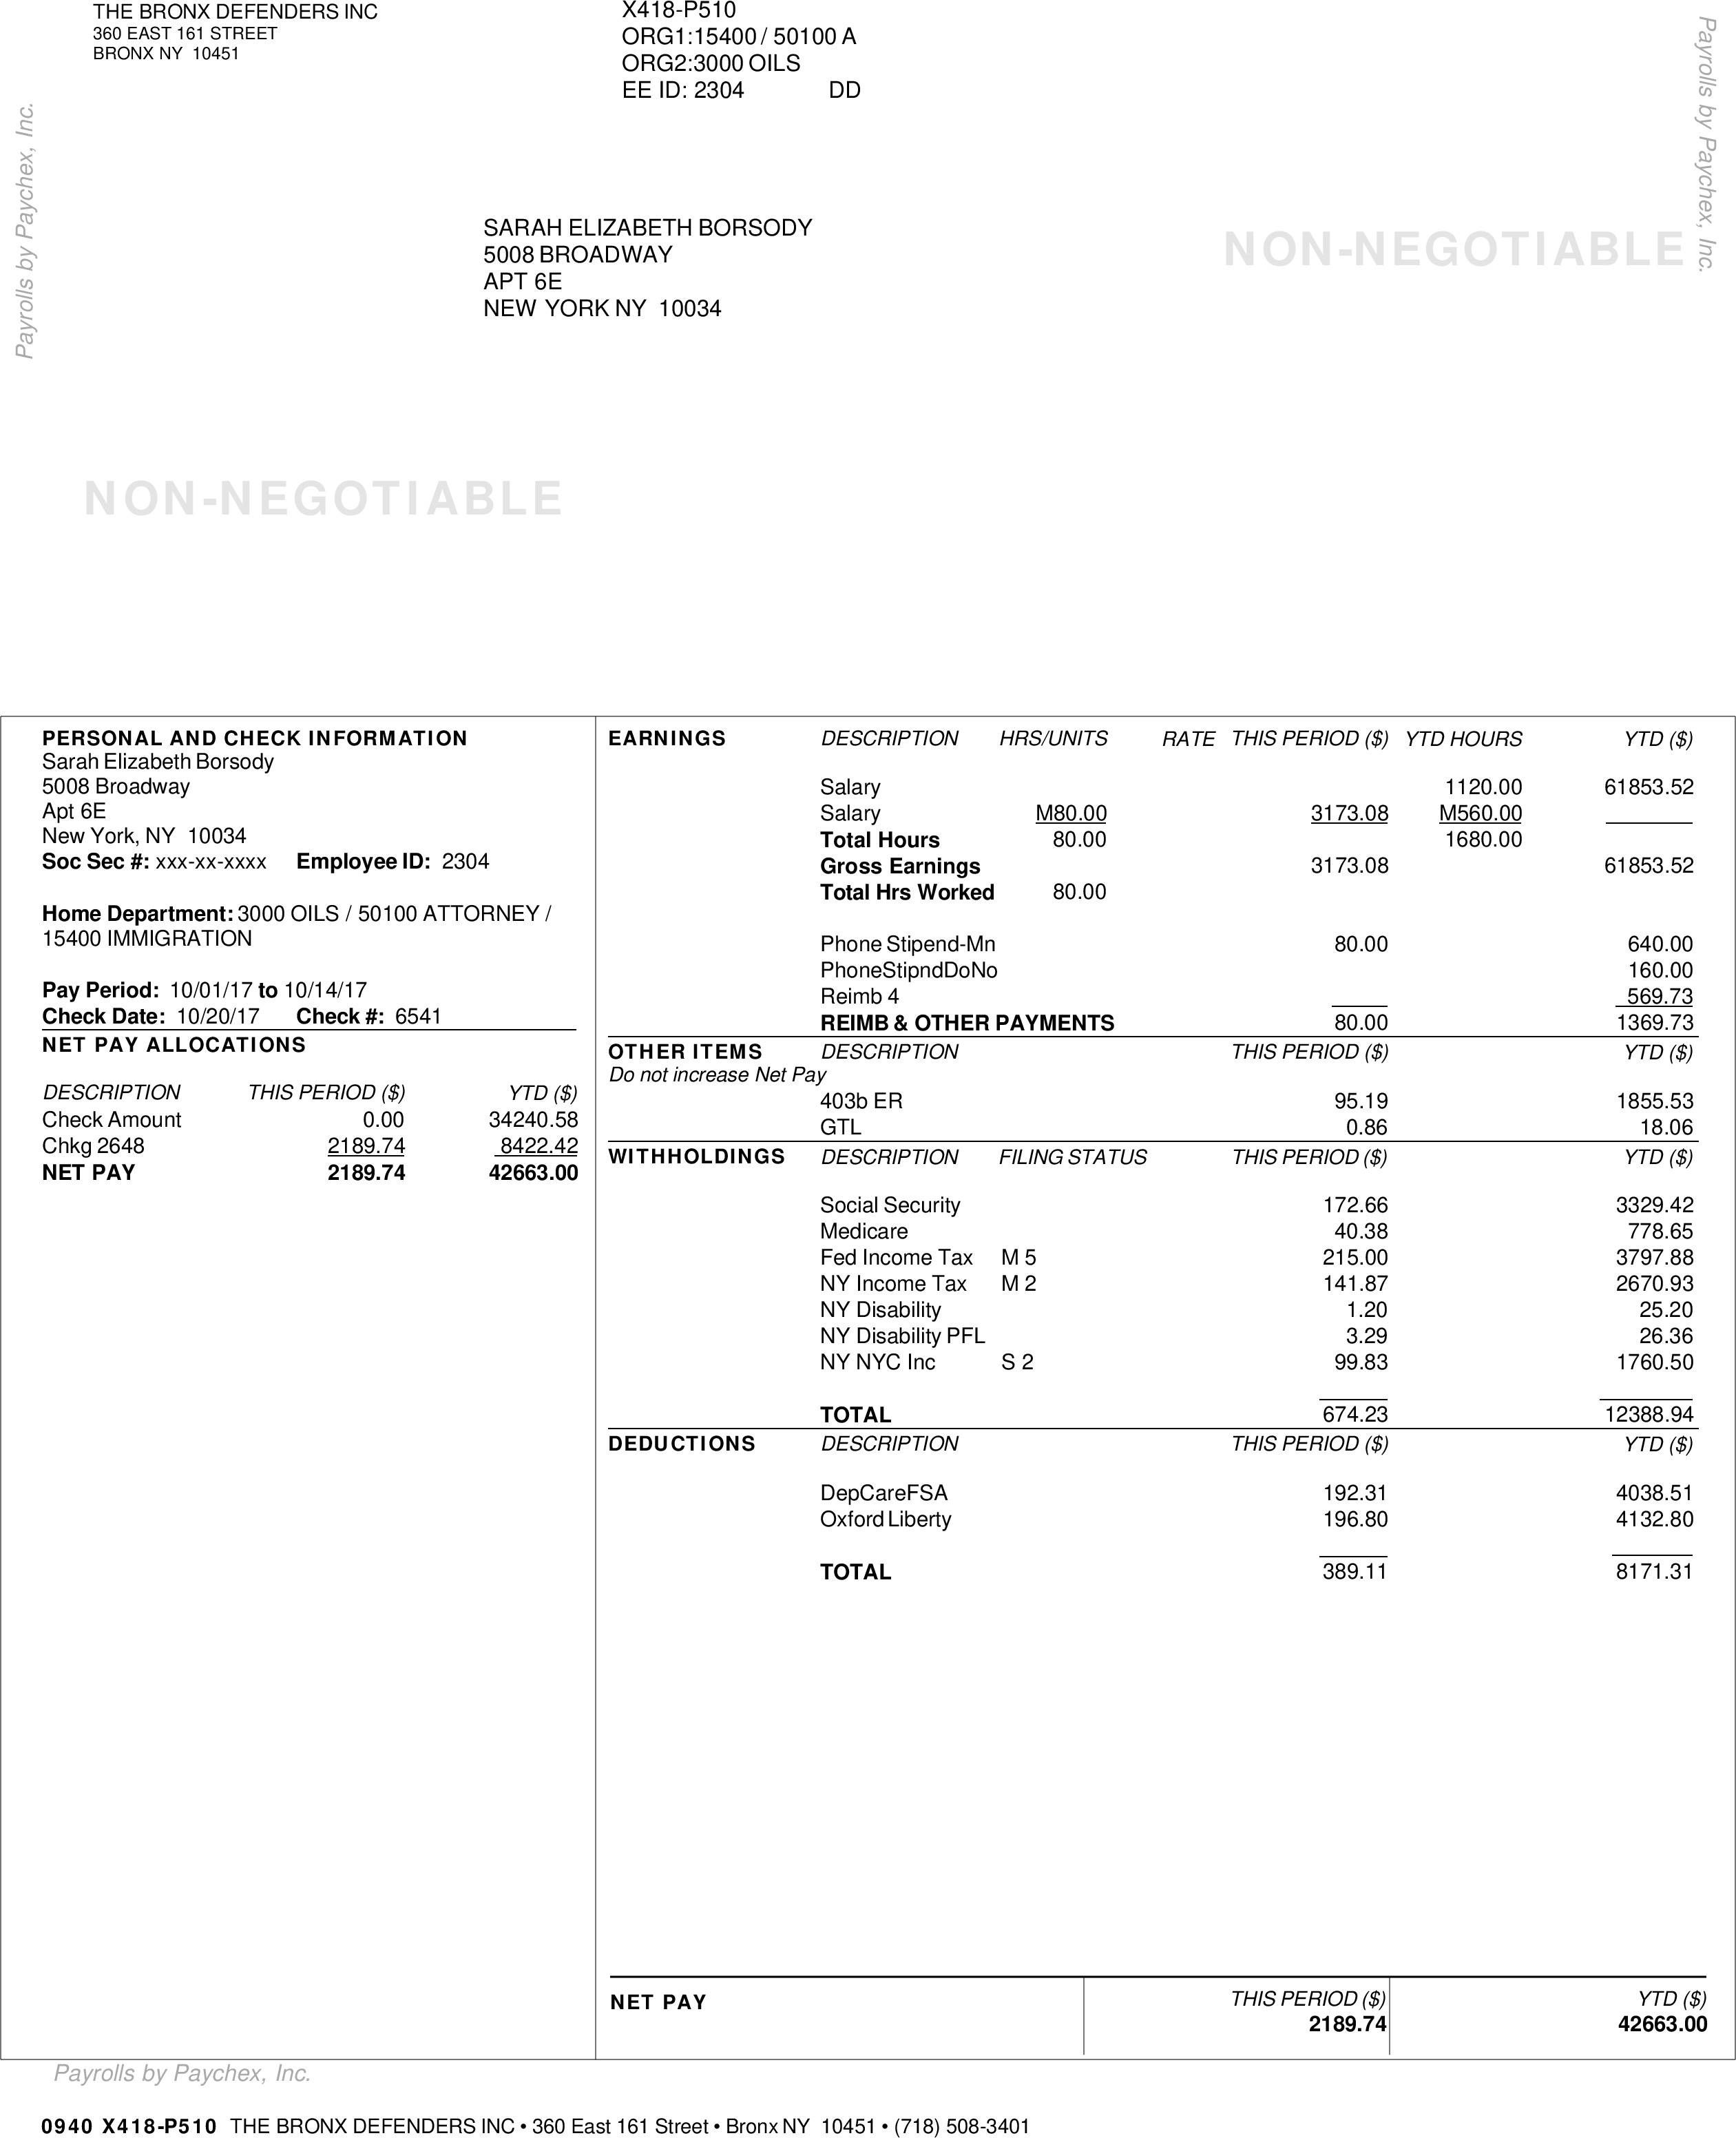 THE BRONX DEFENDERS INC
360 EAST 161 STREET
BRONX NY 10451
X418-P510
ORG1:15400 / 50100 A
ORG2:3000 OILS
EE ID: 2304 DD
Payrolls by Paychex, Inc.
Payrolls by Paychex, Inc.
SARAH ELIZABETH BORSODY
5008 BROADWAY
APT 6E
NEW YORK NY 10034
NON-NEGOTIABLE
NON-NEGOTIABLE
PERSONAL AND CHECK INFORMATION
Sarah Elizabeth Borsody
5008 Broadway
Apt 6E
New York, NY 10034
Soc Sec #: xxx-xx-xxxx Employee ID: 2304
Home Department: 3000 OILS / 50100 ATTORNEY /
15400 IMMIGRATION
Pay Period: 10/01/17 to 10/14/17
Check Date: 10/20/17 Check #: 6541
NET PAY ALLOCATIONS
DESCRIPTION THIS PERIOD ($) YTD ($)
Check Amount 0.00 34240.58
Chkg 2648 2189.74 8422.42
NET PAY 2189.74 42663.00
EARNINGS DESCRIPTION HRS/UNITS RATE THIS PERIOD ($) YTD HOURS YTD ($)
Salary 1120.00 61853.52
Salary M80.00 3173.08 M560.00
Total Hours 80.00 1680.00
Gross Earnings 3173.08 61853.52
Total Hrs Worked 80.00
Phone Stipend-Mn 80.00 640.00
PhoneStipndDoNo 160.00
Reimb 4 569.73
REIMB & OTHER PAYMENTS 80.00 1369.73
OTHER ITEMS DESCRIPTION THIS PERIOD ($) YTD ($)
Do not increase Net Pay
403b ER 95.19 1855.53
GTL 0.86 18.06
WITHHOLDINGS DESCRIPTION FILING STATUS THIS PERIOD ($) YTD ($)
Social Security 172.66 3329.42
Medicare 40.38 778.65
Fed Income Tax M 5 215.00 3797.88
NY Income Tax M 2 141.87 2670.93
NY Disability 1.20 25.20
NY Disability PFL 3.29 26.36
NY NYC Inc S 2 99.83 1760.50
TOTAL 674.23 12388.94
DEDUCTIONS DESCRIPTION THIS PERIOD ($) YTD ($)
DepCareFSA 192.31 4038.51
Oxford Liberty 196.80 4132.80
TOTAL 389.11 8171.31
NET PAY THIS PERIOD ($) YTD ($)
2189.74 42663.00
Payrolls by Paychex, Inc.
0940 X418-P510 THE BRONX DEFENDERS INC • 360 East 161 Street • Bronx NY 10451 • (718) 508-3401